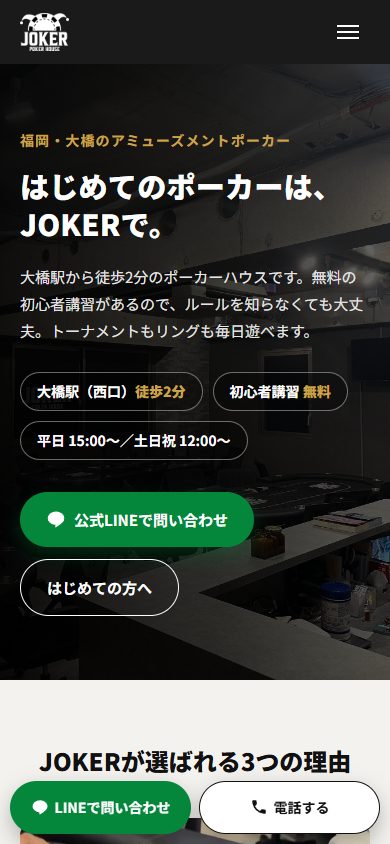 JOKER
POKER HOUSE
福岡・大橋のアミューズメントポーカー
はじめてのポーカーは、
JOKERで。
大橋駅から徒歩2分のポーカーハウスです。無料の
初心者講習があるので、ルールを知らなくても大丈
夫。トーナメントもリングも毎日遊べます。
大橋駅（西口）徒歩2分
初心者講習 無料
平日 15:00〜／土日祝 12:00〜
公式LINEで問い合わせ
はじめての方へ
JOKERが選ばれる3つの理由
LINEで問い合わせ
電話する